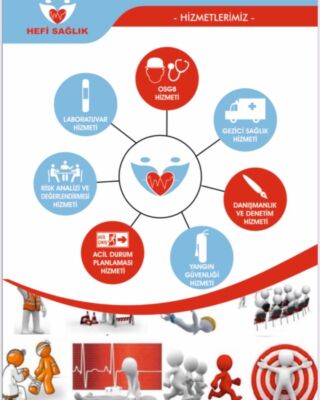 HEFİ SAĞLIK
- HİZMETLERİMİZ -
OSGB
HİZMETİ
LABORATUVAR
HİZMETİ
GEZİCİ SAĞLIK
HİZMETİ
RİSK ANALİZİ VE
DEĞERLENDİRMESİ
HİZMETİ
DANIŞMANLIK
VE DENETİM
HİZMETİ
ACİL DURUM
PLANLAMASI
HİZMETİ
YANGIN
GÜVENLİĞİ
HİZMETİ